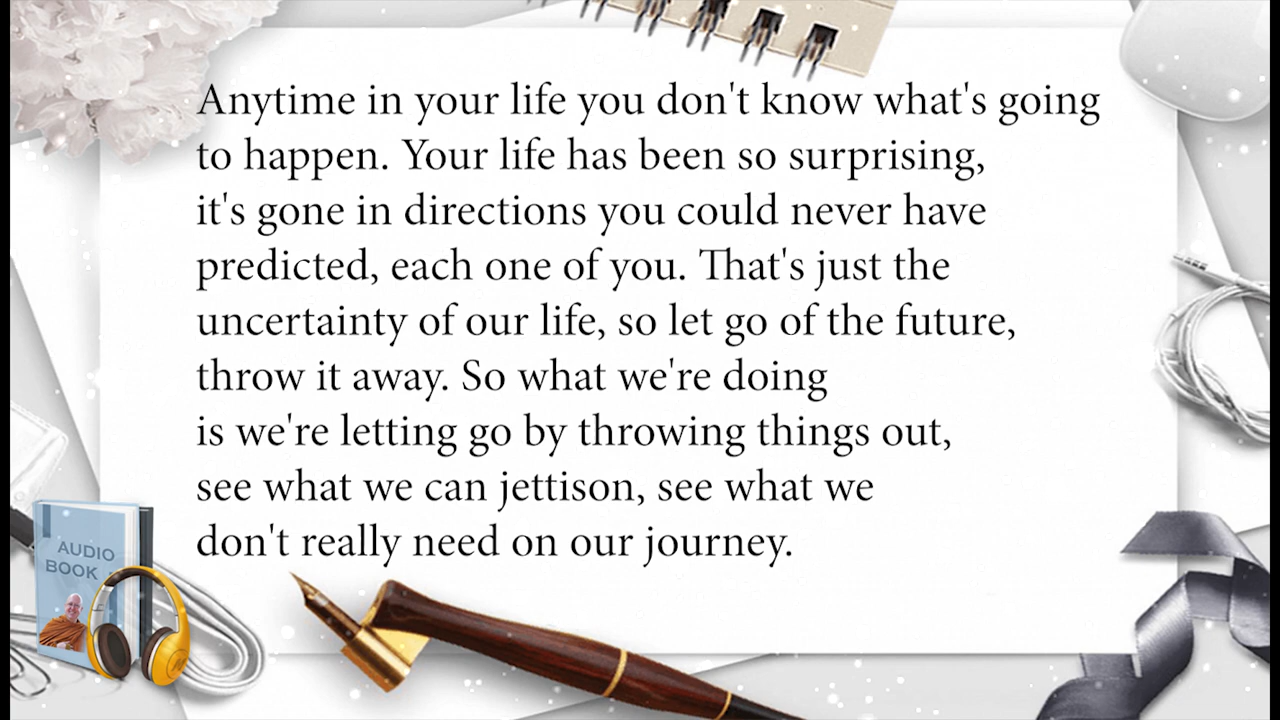 Anytime in your life you don't know what's going
to happen. Your life has been so surprising,
it's gone in directions you could never have
predicted, each one of you. That's just the
uncertainty of our life, so let go of the future,
throw it away. So what we're doing
is we're letting go by throwing things out,
see what we can jettison, see what we
don't really need on our journey.
AUDIO
BOOK